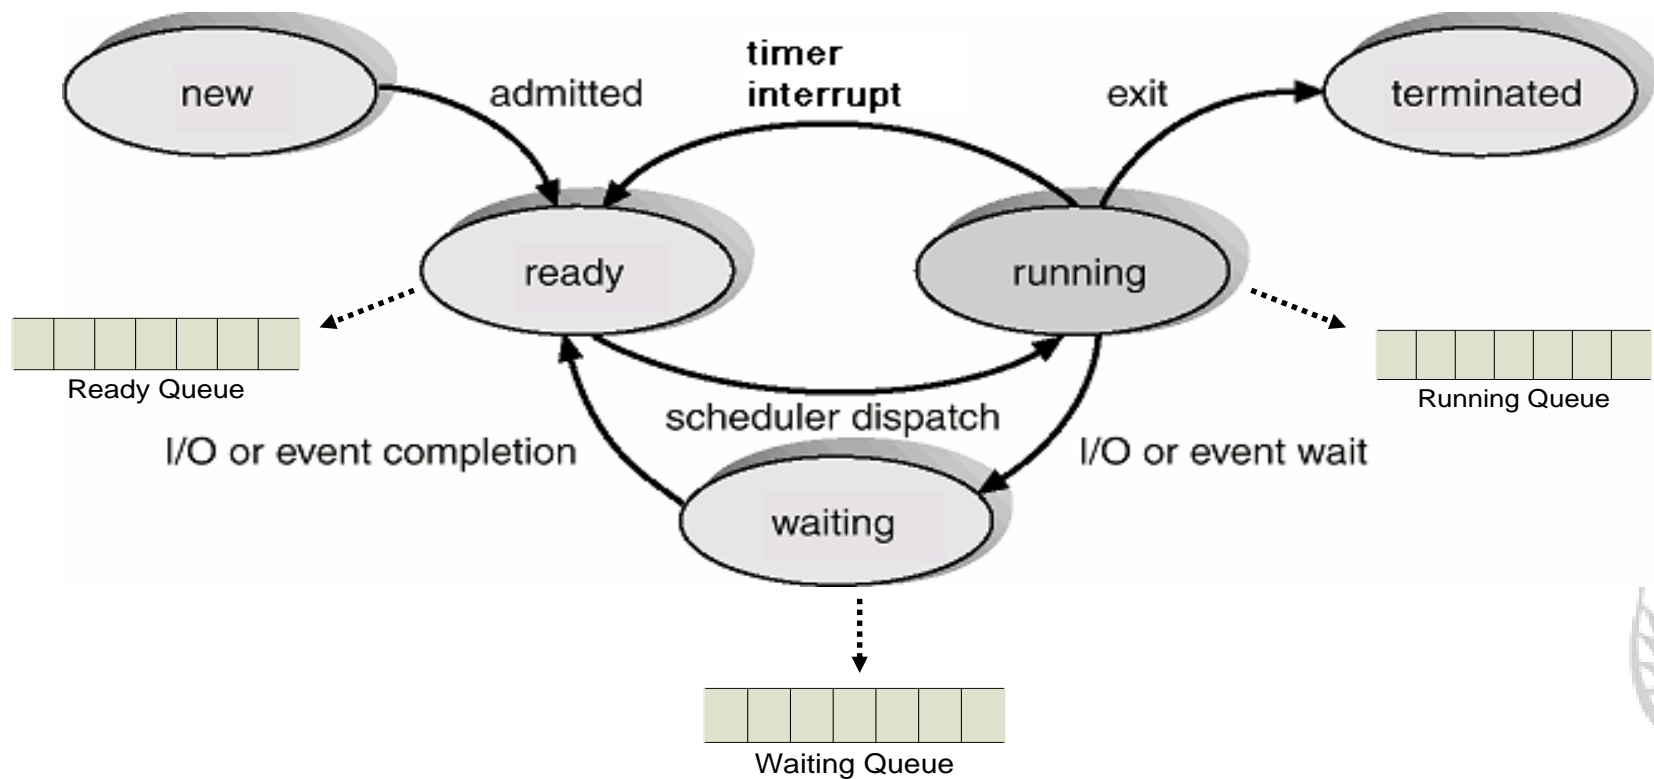 timer
interrupt
new
admitted
exit
terminated
ready
running
Ready Queue
Running Queue
scheduler dispatch
I/O or event completion
I/O or event wait
waiting
Waiting Queue